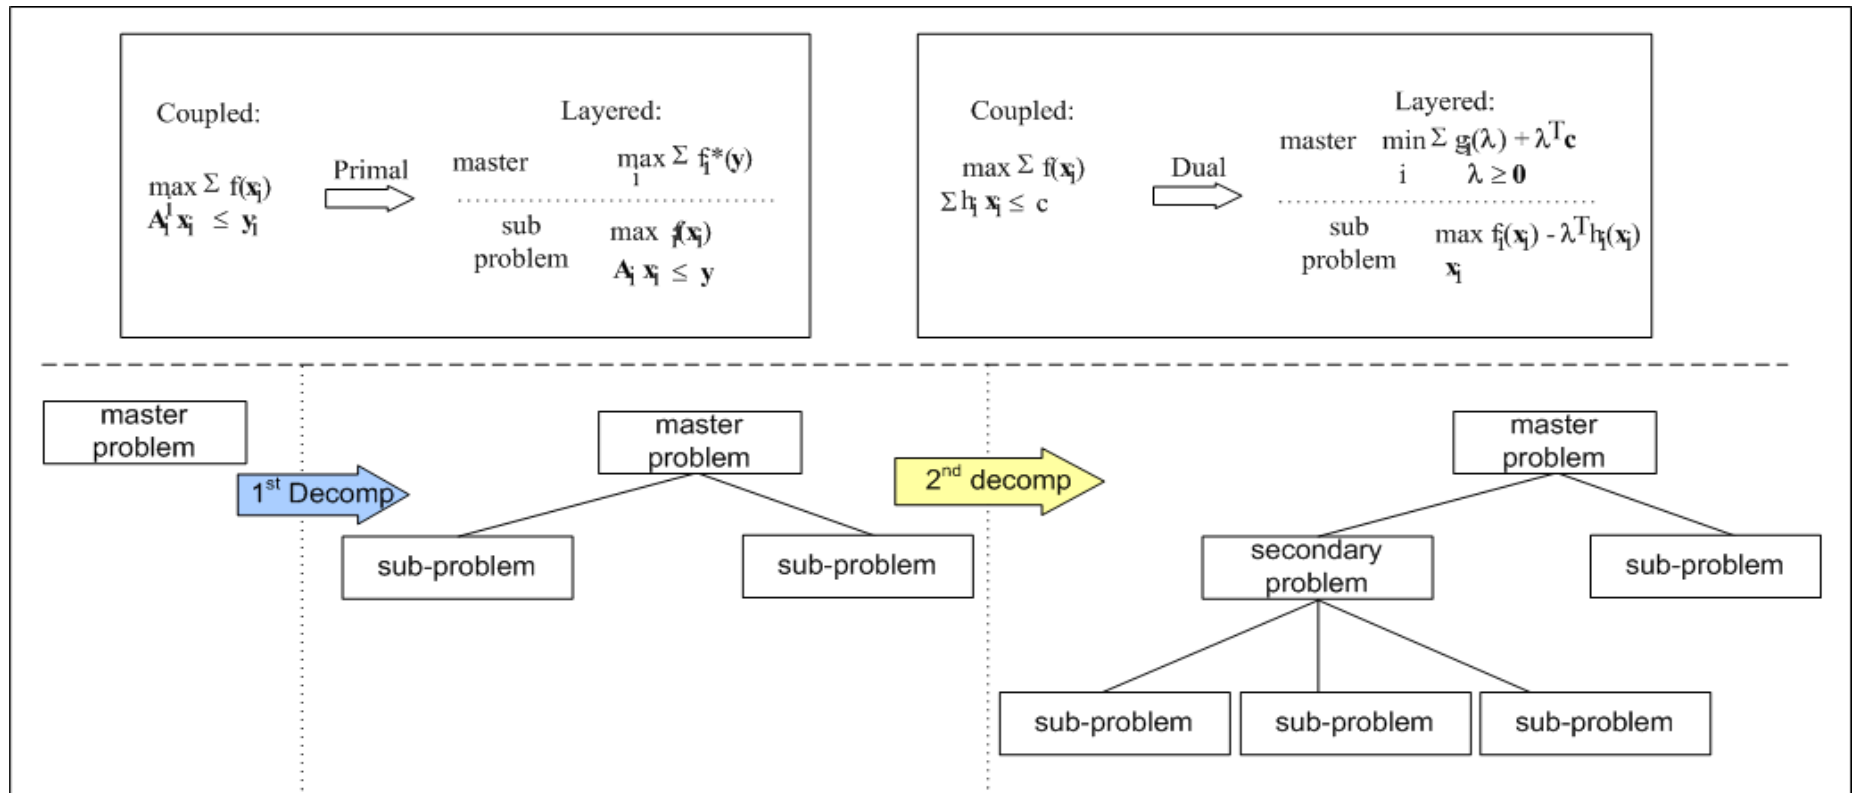 Coupled:
max Σ f(xᵢ)
i
Aᵢ xᵢ ≤ yᵢ
Primal
Layered:
master max Σ fᵢ*(y)
i
sub
problem
max fᵢ(xᵢ)
Aᵢ xᵢ ≤ y
Coupled:
max Σ f(xᵢ)
Σ hᵢ xᵢ ≤ c
Dual
Layered:
master min Σ gᵢ(λ) + λᵀc
i λ ≥ 0
sub
problem
max fᵢ(xᵢ) - λᵀhᵢ(xᵢ)
xᵢ
master
problem
1st Decomp
master
problem
sub-problem
sub-problem
2nd decomp
master
problem
secondary
problem
sub-problem
sub-problem
sub-problem
sub-problem